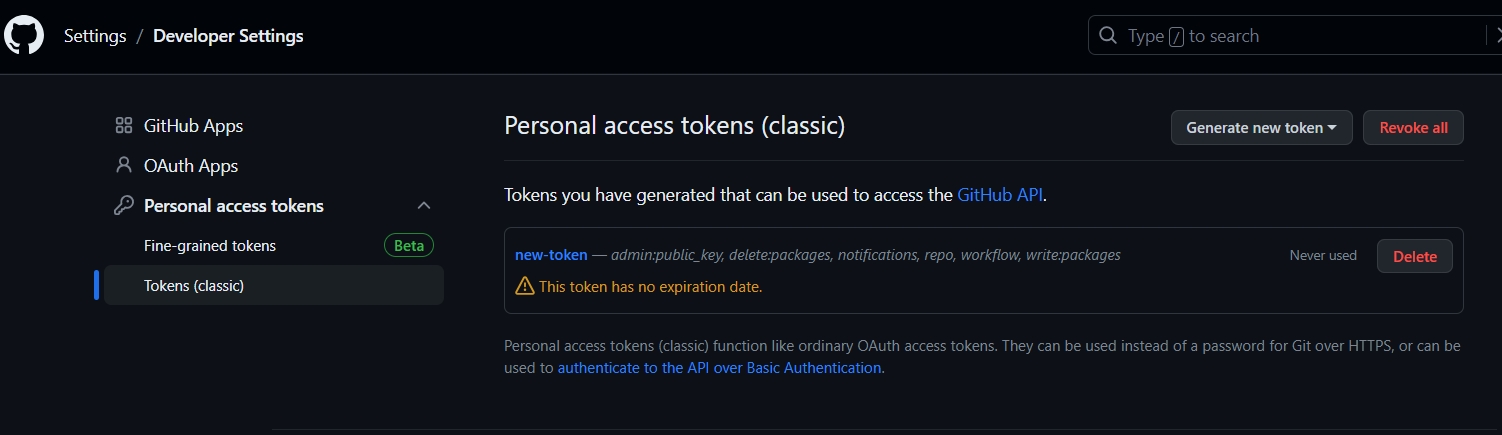 Settings / Developer Settings
Type / to search
GitHub Apps
OAuth Apps
Personal access tokens
Fine-grained tokens Beta
Tokens (classic)
Personal access tokens (classic)
Generate new token
Revoke all
Tokens you have generated that can be used to access the GitHub API.
new-token — admin:public_key, delete:packages, notifications, repo, workflow, write:packages
Never used
Delete
This token has no expiration date.
Personal access tokens (classic) function like ordinary OAuth access tokens. They can be used instead of a password for Git over HTTPS, or can be
used to authenticate to the API over Basic Authentication.